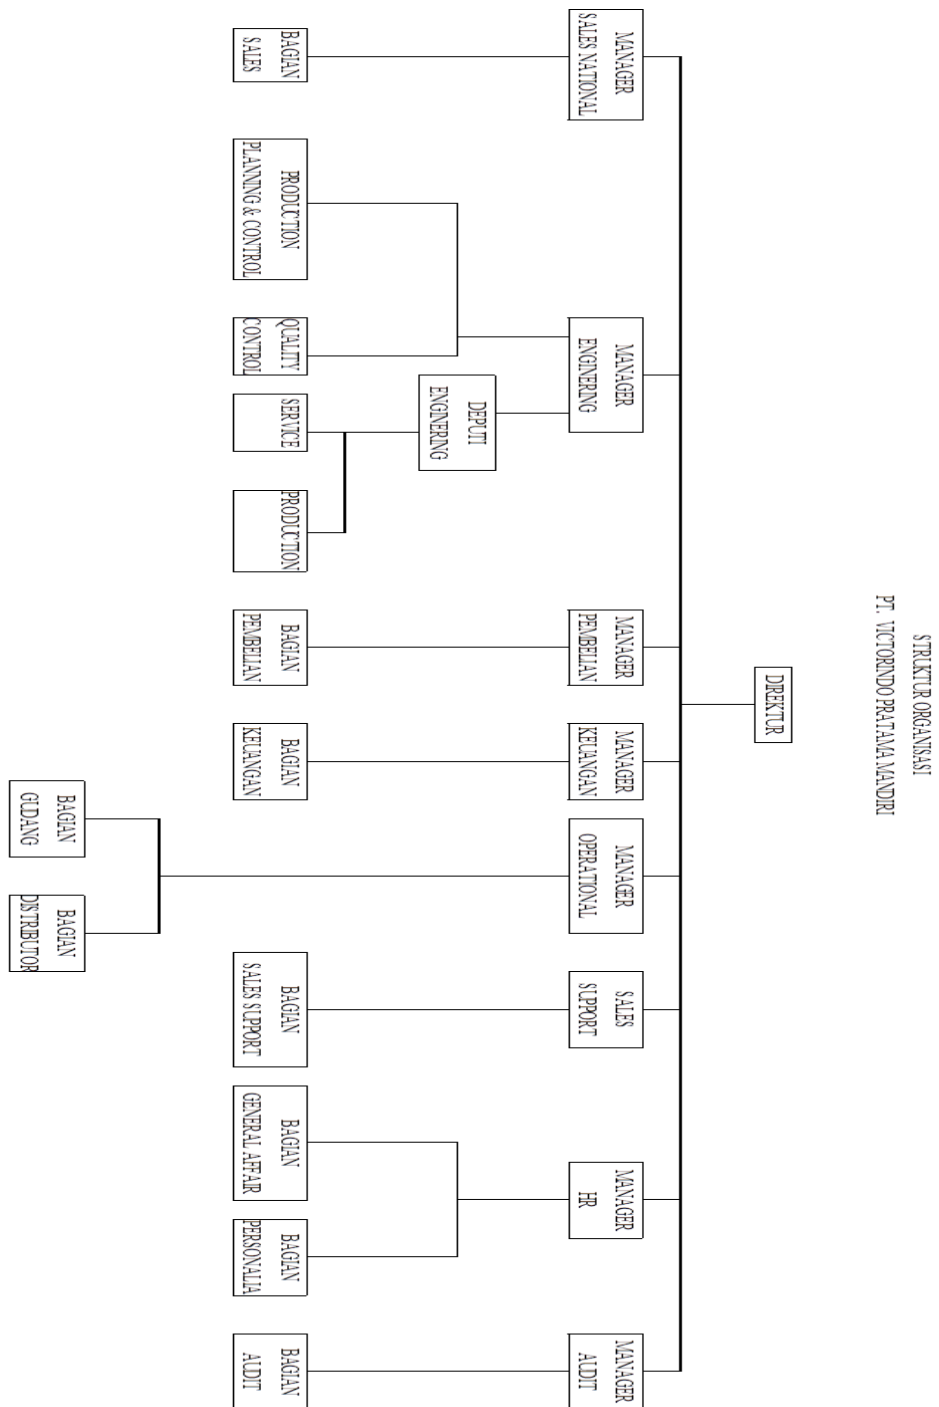 STRUKTUR ORGANISASI
PT. VICTORINDO PRATAMA MANDIRI
DIREKTUR
MANAGER
SALES NATIONAL
MANAGER
ENGINERING
MANAGER
PEMBELIAN
MANAGER
KEUANGAN
MANAGER
OPERATIONAL
SALES
SUPPORT
MANAGER
HR
MANAGER
AUDIT
DEPUTI
ENGINERING
BAGIAN
SALES
PRODUCTION
PLANNING & CONTROL
QUALITY
CONTROL
SERVICE
PRODUCTION
BAGIAN
PEMBELIAN
BAGIAN
KEUANGAN
BAGIAN
SALES SUPPORT
BAGIAN
GENERAL AFFAIR
BAGIAN
PERSONALIA
BAGIAN
AUDIT
BAGIAN
GUDANG
BAGIAN
DISTRIBUTOR